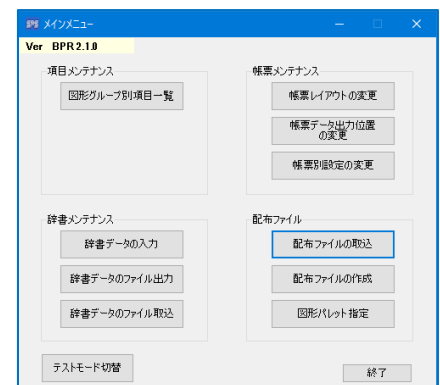 メインメニュー
Ver BPR2.1.0
項目メンテナンス
図形グループ別項目一覧
帳票メンテナンス
帳票レイアウトの変更
帳票データ出力位置
の変更
帳票別設定の変更
辞書メンテナンス
辞書データの入力
辞書データのファイル出力
辞書データのファイル取込
配布ファイル
配布ファイルの取込
配布ファイルの作成
図形パレット指定
テストモード切替
終了